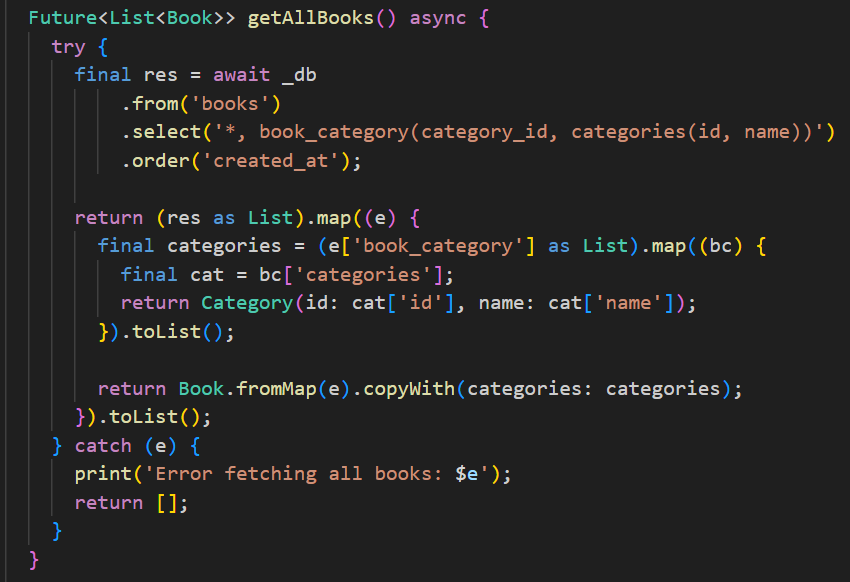 Future<List<Book>> getAllBooks() async {
  try {
    final res = await _db
        .from('books')
        .select('*, book_category(category_id, categories(id, name))')
        .order('created_at');

    return (res as List).map((e) {
      final categories = (e['book_category'] as List).map((bc) {
        final cat = bc['categories'];
        return Category(id: cat['id'], name: cat['name']);
      }).toList();

      return Book.fromMap(e).copyWith(categories: categories);
    }).toList();
  } catch (e) {
    print('Error fetching all books: $e');
    return [];
  }
}